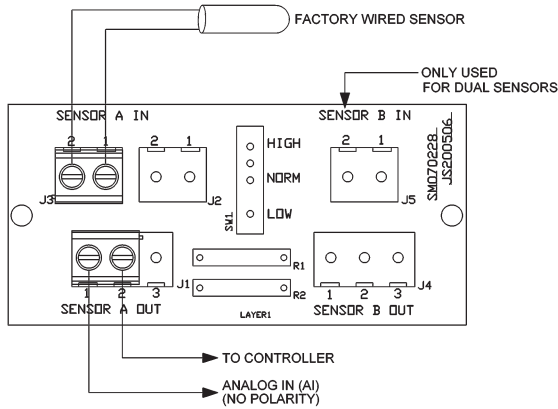 FACTORY WIRED SENSOR
ONLY USED
FOR DUAL SENSORS
SENSOR A IN
SENSOR B IN
2 1
2 1
2 1
HIGH
NORM
LOW
SW1
J3
J2
J5
SM070228
JS200506
R1
R2
J1
J4
1 2 3
1 2 3
SENSOR A OUT
SENSOR B OUT
LAYER1
TO CONTROLLER
ANALOG IN (AI)
(NO POLARITY)